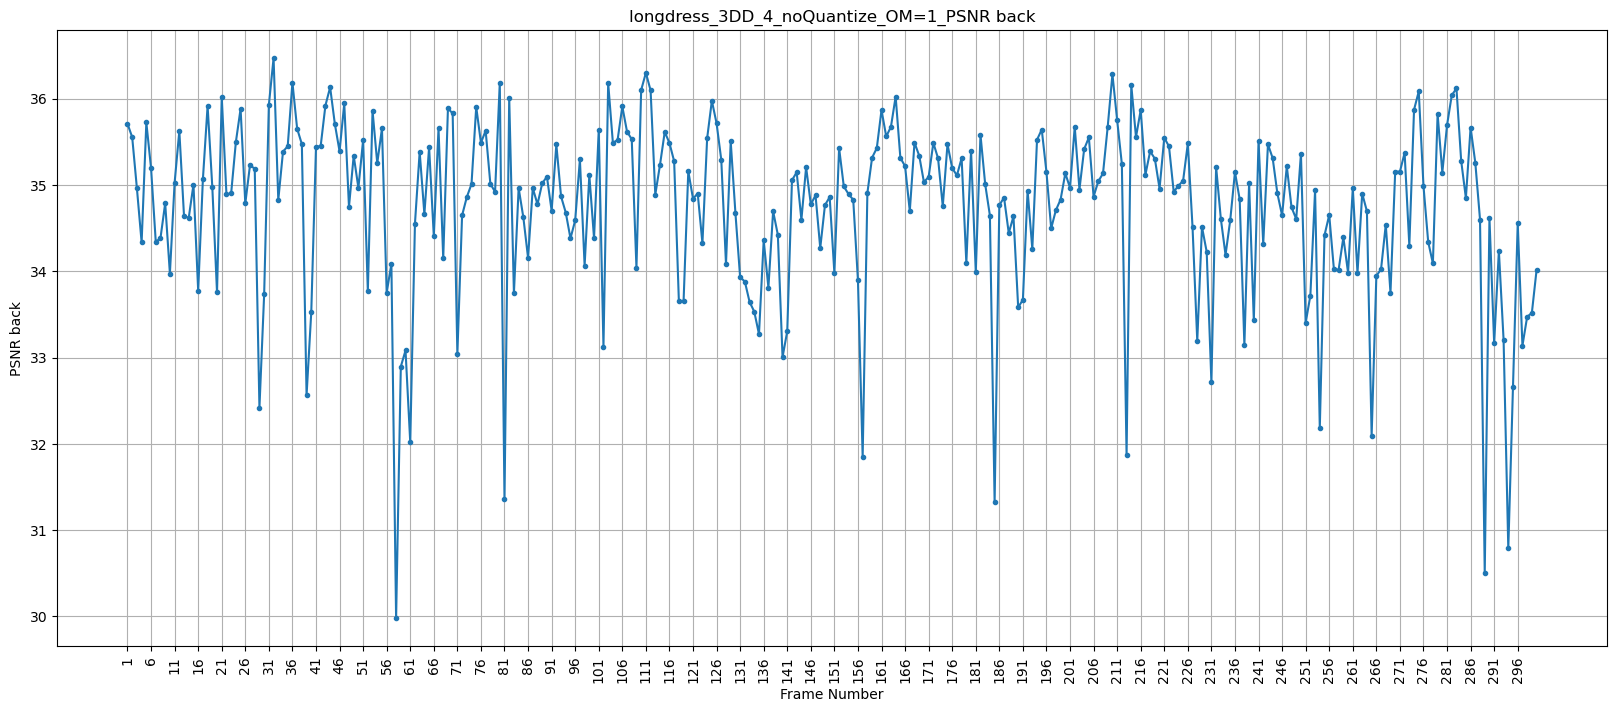 longdress_3DD_4_noQuantize_OM=1_PSNR back
PSNR back
36
35
34
33
32
31
30
1 6 11 16 21 26 31 36 41 46 51 56 61 66 71 76 81 86 91 96 101 106 111 116 121 126 131 136 141 146 151 156 161 166 171 176 181 186 191 196 201 206 211 216 221 226 231 236 241 246 251 256 261 266 271 276 281 286 291 296
Frame Number